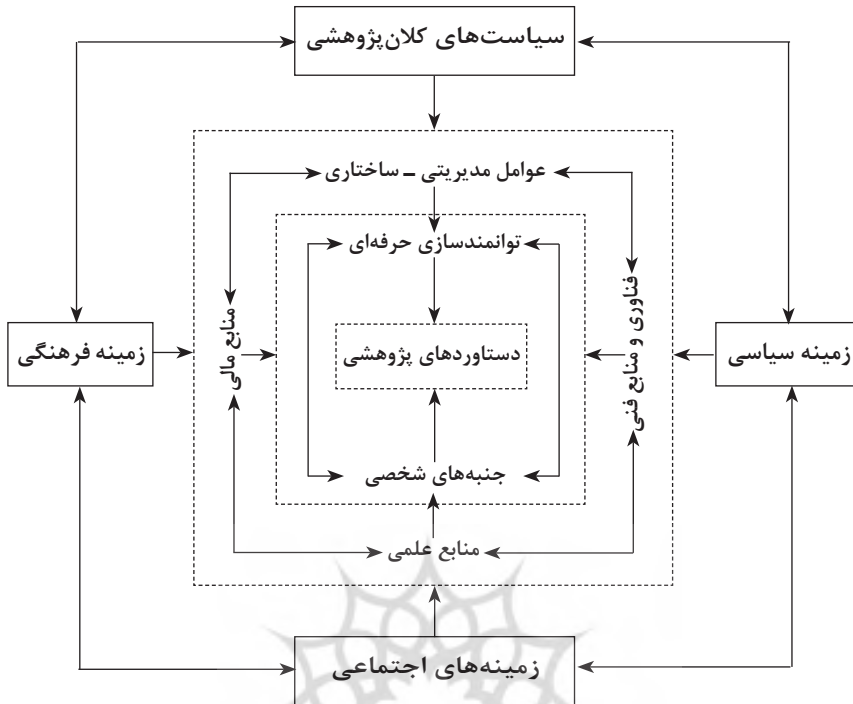 سیاست‌های کلان‌پژوهشی
عوامل مدیریتی ـ ساختاری
توانمندسازی حرفه‌ای
فناوری و منابع فنی
منابع مالی
زمینه سیاسی
دستاوردهای پژوهشی
زمینه فرهنگی
جنبه‌های شخصی
منابع علمی
زمینه‌های اجتماعی